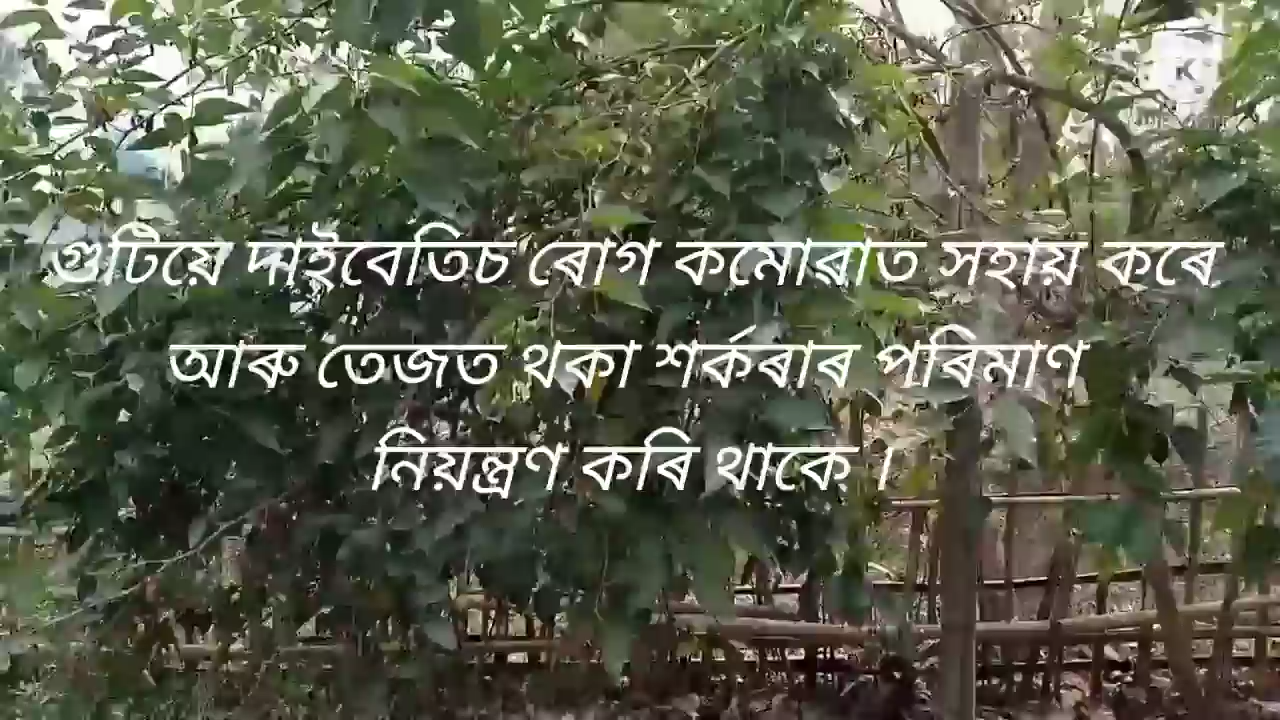 গুটিয়ে দাইবেতিচ ৰোগ কমোৱাত সহায় কৰে
আৰু তেজত থকা শৰ্কৰাৰ পৰিমাণ
নিয়ন্ত্ৰণ কৰি থাকে ।
K